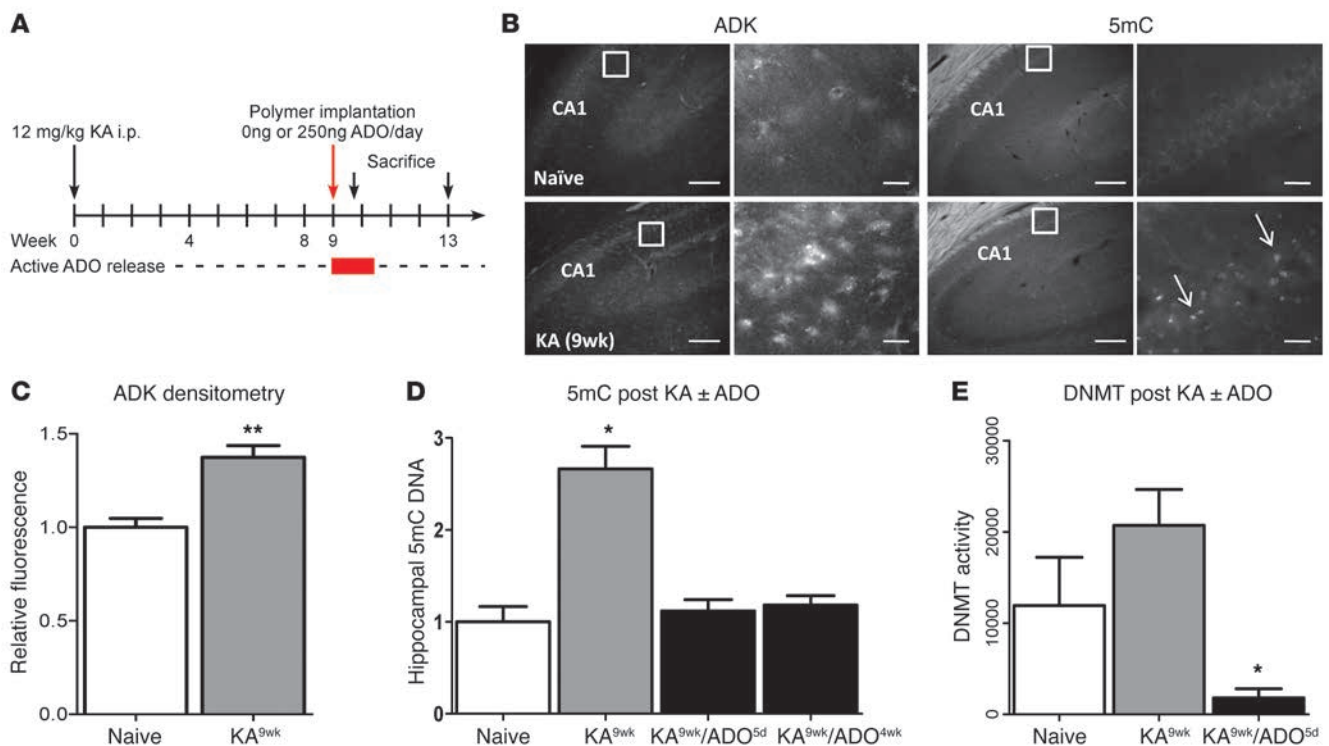 A
12 mg/kg KA i.p.
Polymer implantation
0ng or 250ng ADO/day
Sacrifice
Week 0 4 8 9 13
Active ADO release
B
ADK
5mC
CA1
Naïve
CA1
CA1
KA (9wk)
CA1
C
ADK densitometry
Relative fluorescence
1.5
1.0
0.5
0.0
**
Naive
KA9wk
D
5mC post KA ± ADO
Hippocampal 5mC DNA
3
2
1
0
*
Naive
KA9wk
KA9wk/ADO5d
KA9wk/ADO4wk
E
DNMT post KA ± ADO
DNMT activity
30000
20000
10000
0
*
Naive
KA9wk
KA9wk/ADO5d